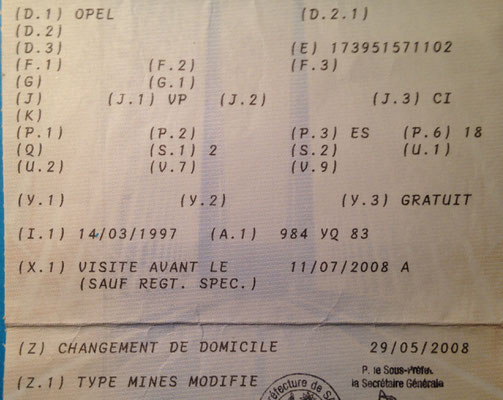 (D.1) OPEL (D.2.1)
(D.2)
(D.3) (E) 173951571102
(F.1) (F.2) (F.3)
(G) (G.1)
(J) (J.1) VP (J.2) (J.3) CI
(K)
(P.1) (P.2) (P.3) ES (P.6) 18
(Q) (S.1) 2 (S.2) (U.1)
(U.2) (V.7) (V.9)
(Y.1) (Y.2) (Y.3) GRATUIT
(I.1) 14/03/1997 (A.1) 984 YQ 83
(X.1) VISITE AVANT LE 11/07/2008 A
(SAUF REGT. SPEC.)
(Z) CHANGEMENT DE DOMICILE 29/05/2008
P. le Sous-Préfet
(Z.1) TYPE MINES MODIFIE la Secrétaire Générale